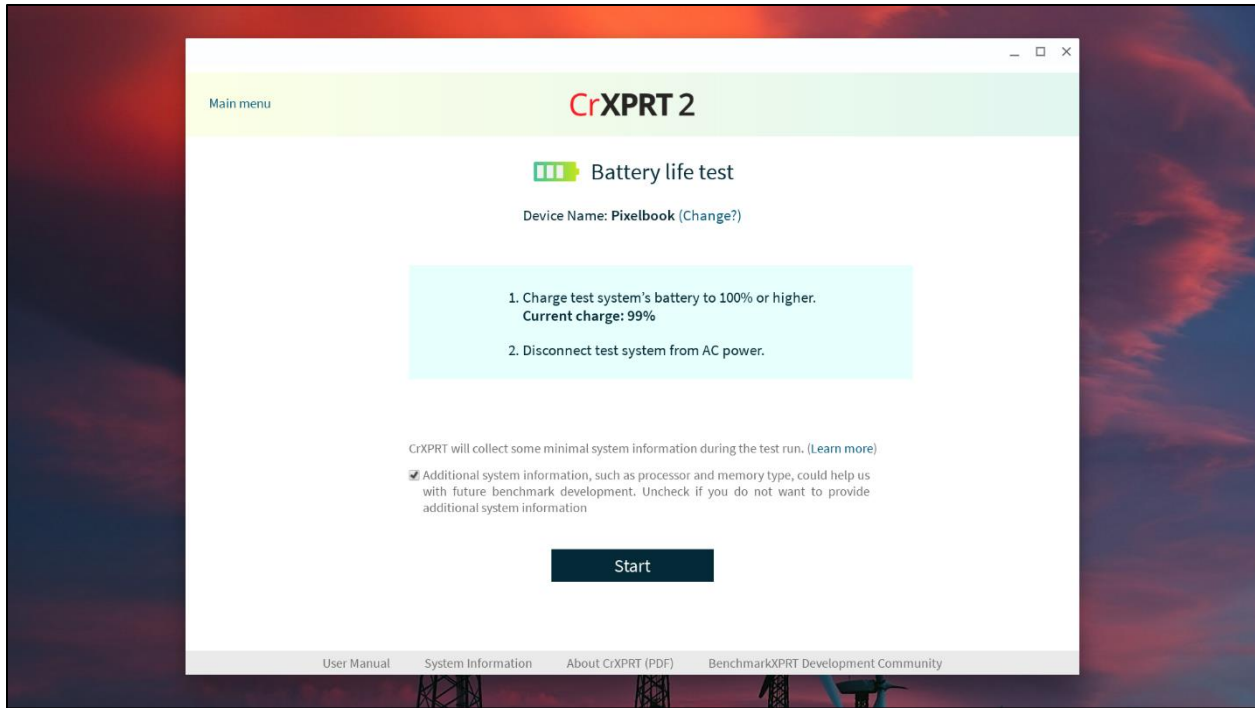 Main menu
CrXPRT 2
Battery life test
Device Name: Pixelbook (Change?)
1. Charge test system's battery to 100% or higher.
Current charge: 99%
2. Disconnect test system from AC power.
CrXPRT will collect some minimal system information during the test run. (Learn more)
Additional system information, such as processor and memory type, could help us
with future benchmark development. Uncheck if you do not want to provide
additional system information
Start
User Manual System Information About CrXPRT (PDF) BenchmarkXPRT Development Community